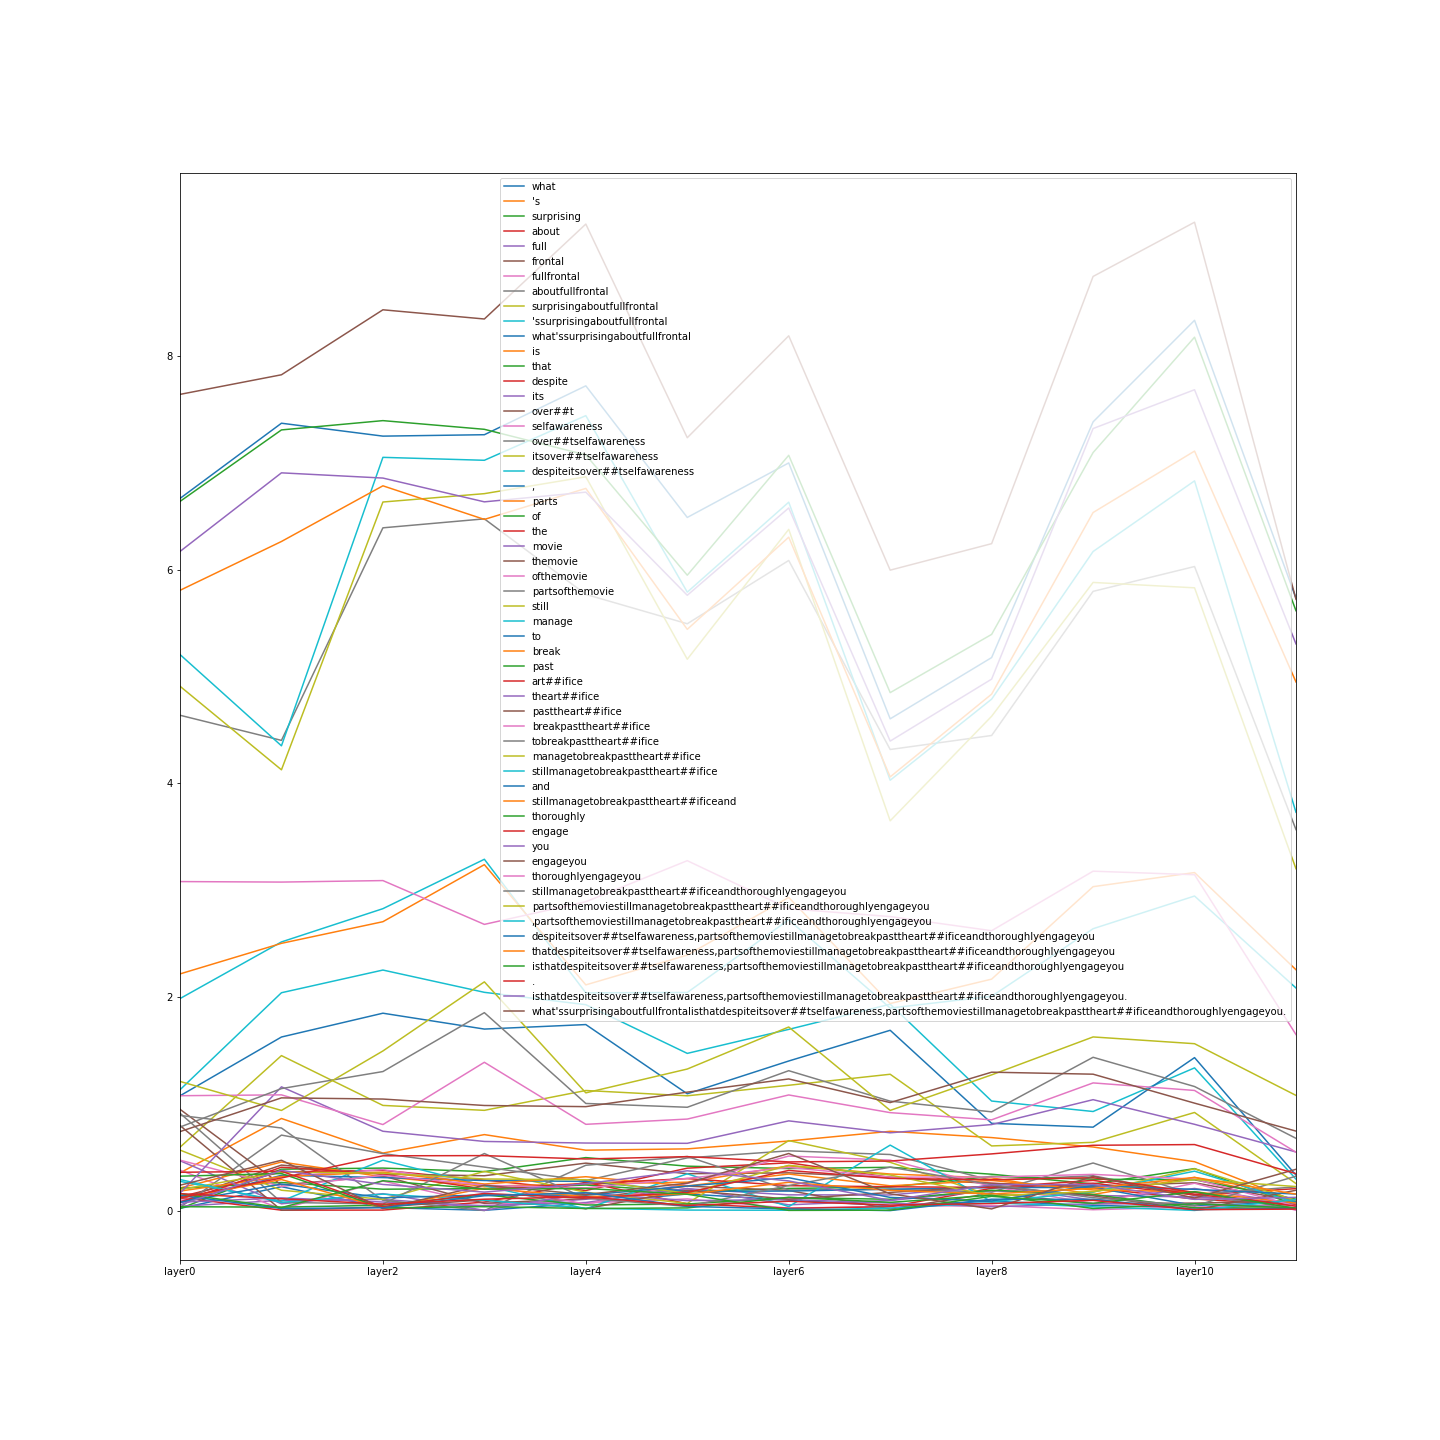 what
's
surprising
about
full
frontal
fullfrontal
aboutfullfrontal
surprisingaboutfullfrontal
'ssurprisingaboutfullfrontal
what'ssurprisingaboutfullfrontal
is
that
despite
its
over##t
selfawareness
over##tselfawareness
itsover##tselfawareness
despiteitsover##tselfawareness
,
parts
of
the
movie
themovie
ofthemovie
partsofthemovie
still
manage
to
break
past
art##ifice
theart##ifice
pasttheart##ifice
breakpasttheart##ifice
tobreakpasttheart##ifice
managetobreakpasttheart##ifice
stillmanagetobreakpasttheart##ifice
and
stillmanagetobreakpasttheart##ificeand
thoroughly
engage
you
engageyou
thoroughlyengageyou
stillmanagetobreakpasttheart##ificeandthoroughlyengageyou
partsofthemoviestillmanagetobreakpasttheart##ificeandthoroughlyengageyou
,partsofthemoviestillmanagetobreakpasttheart##ificeandthoroughlyengageyou
despiteitsover##tselfawareness,partsofthemoviestillmanagetobreakpasttheart##ificeandthoroughlyengageyou
thatdespiteitsover##tselfawareness,partsofthemoviestillmanagetobreakpasttheart##ificeandthoroughlyengageyou
isthatdespiteitsover##tselfawareness,partsofthemoviestillmanagetobreakpasttheart##ificeandthoroughlyengageyou
.
isthatdespiteitsover##tselfawareness,partsofthemoviestillmanagetobreakpasttheart##ificeandthoroughlyengageyou.
what'ssurprisingaboutfullfrontalisthatdespiteitsover##tselfawareness,partsofthemoviestillmanagetobreakpasttheart##ificeandthoroughlyengageyou.
8
6
4
2
0
layer0 layer2 layer4 layer6 layer8 layer10